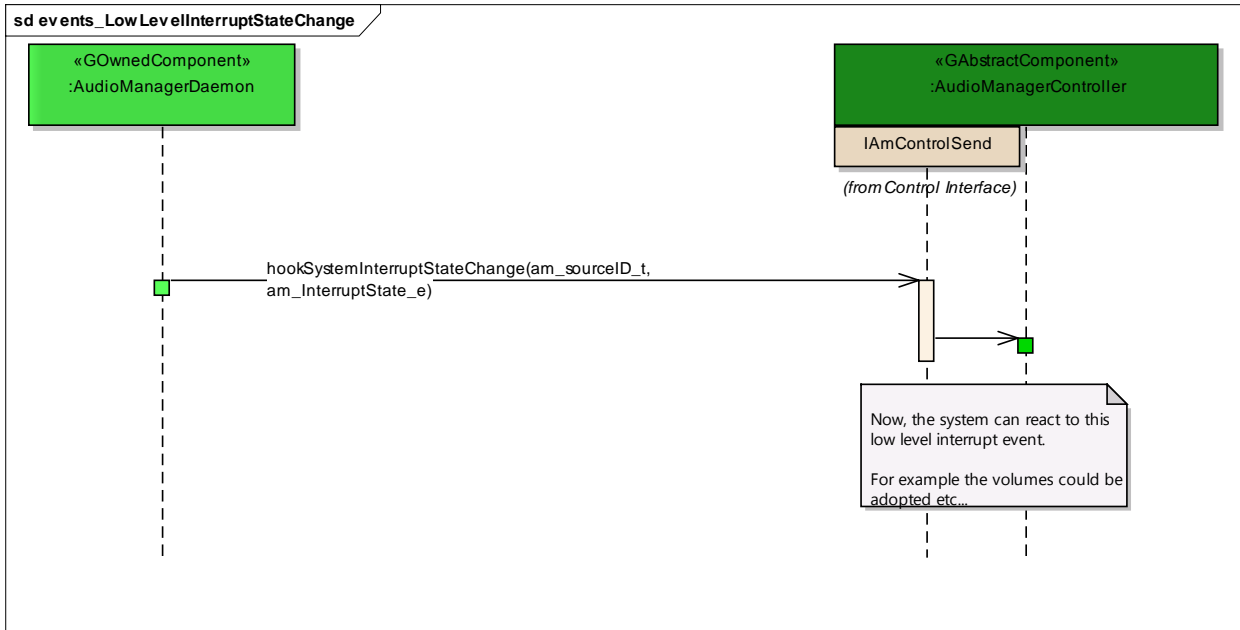 sd events_LowLevelInterruptStateChange
«GOwnedComponent»
:AudioManagerDaemon
«GAbstractComponent»
:AudioManagerController
IAmControlSend
(from Control Interface)
hookSystemInterruptStateChange(am_sourceID_t,
am_InterruptState_e)
Now, the system can react to this
low level interrupt event.
For example the volumes could be
adopted etc...